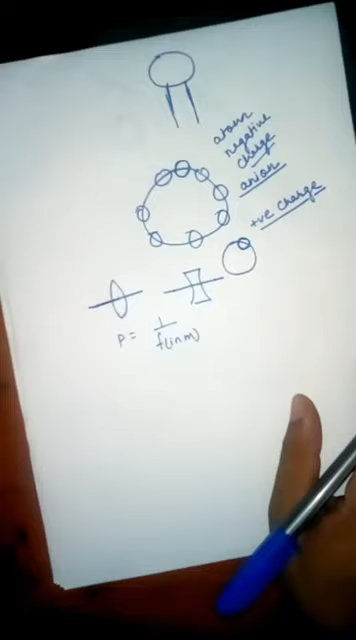 atom
negative
charge
anion
+ve charge
P = 1/f(in m)